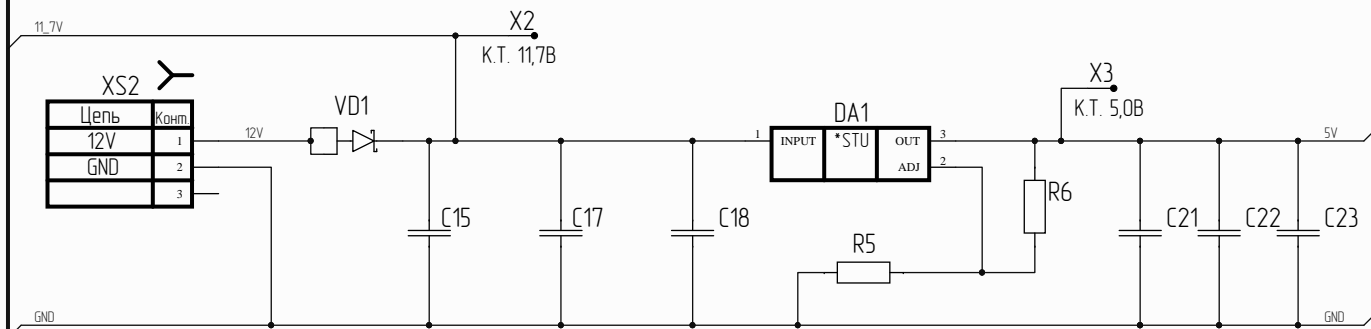 11_7V
X2
К.Т. 11,7В
XS2
Цепь Конт.
12V 1
GND 2
3
12V
VD1
C15
C17
C18
DA1
1 INPUT *STU OUT 3
ADJ 2
X3
К.Т. 5,0В
5V
R6
R5
C21
C22
C23
GND
GND